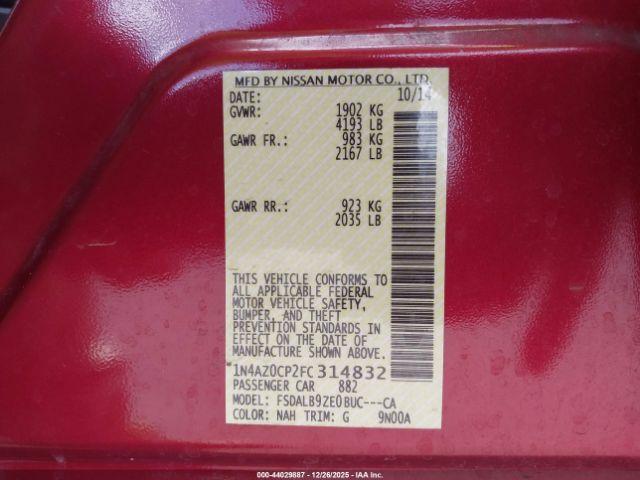 MFD BY NISSAN MOTOR CO., LTD.
DATE: 10/14
GVWR: 1902 KG
4193 LB
GAWR FR.: 983 KG
2167 LB
GAWR RR.: 923 KG
2035 LB
THIS VEHICLE CONFORMS TO
ALL APPLICABLE FEDERAL
MOTOR VEHICLE SAFETY,
BUMPER, AND THEFT
PREVENTION STANDARDS IN
EFFECT ON THE DATE OF
MANUFACTURE SHOWN ABOVE.
1N4AZ0CP2FC314832
PASSENGER CAR 882
MODEL: FSDALB9ZE0BUC---CA
COLOR: NAH TRIM: G 9N00A
000-44029887 - 12/26/2025 - IAA Inc.